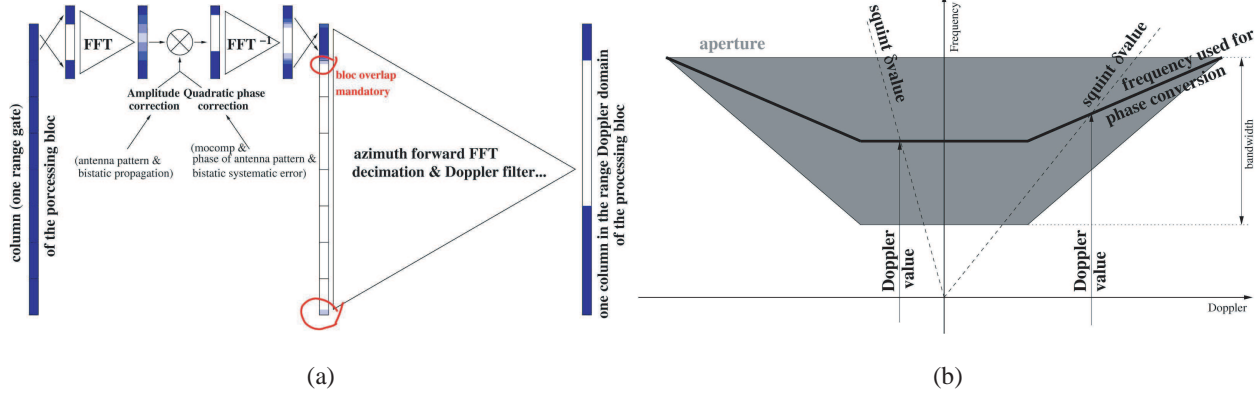 column (one range gate)
of the porcessing bloc
FFT
FFT
-1
Amplitude
correction
Quadratic phase
correction
(antenna pattern &
bistatic propagation)
(mocomp &
phase of antenna pattern &
bistatic systematic error)
bloc overlap
mandatory
azimuth forward FFT
decimation & Doppler filter...
one column in the range Doppler domain
of the processing bloc
(a)
aperture
Frequency
squint δvalue
squint δvalue
frequency used for
phase conversion
bandwidth
Doppler
value
Doppler
value
Doppler
(b)